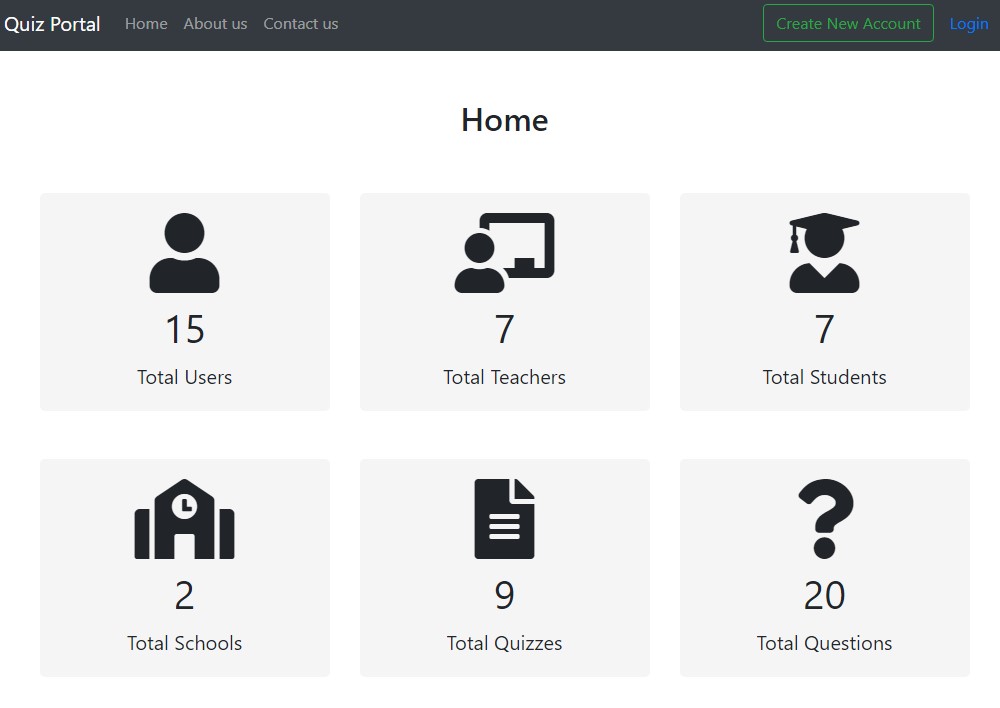 Quiz Portal Home About us Contact us Create New Account Login
Home
15 7 7
Total Users Total Teachers Total Students
2 9 20
Total Schools Total Quizzes Total Questions